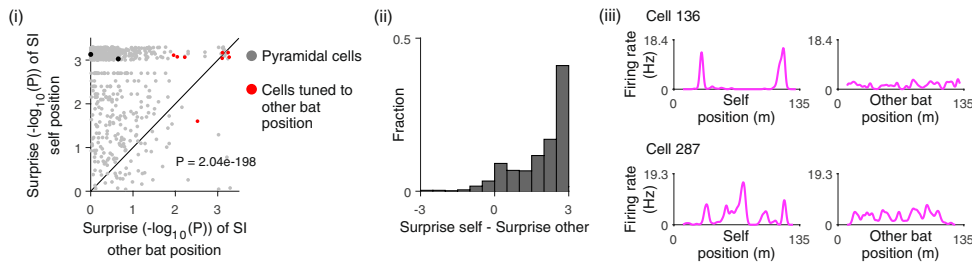 (i)
Surprise (-log10(P)) of SI
self position
3
2
1
0
0 1 2 3
Surprise (-log10(P)) of SI
other bat position
P = 2.04e-198
Pyramidal cells
Cells tuned to
other bat
position
(ii)
Fraction
0.5
0
-3 0 3
Surprise self - Surprise other
(iii)
Cell 136
Firing rate
(Hz)
18.4
0
0 Self 135
position (m)
18.4
0
0 Other bat 135
position (m)
Cell 287
Firing rate
(Hz)
19.3
0
0 Self 135
position (m)
19.3
0
0 Other bat 135
position (m)